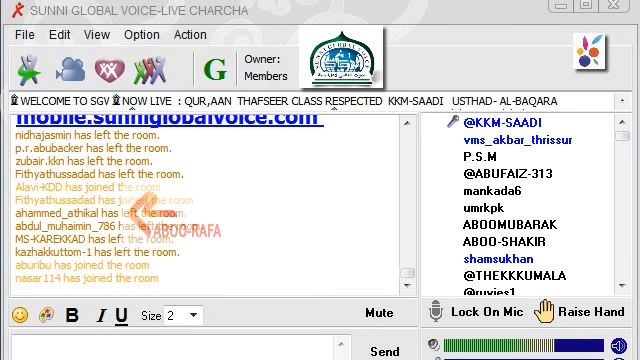 SUNNI GLOBAL VOICE-LIVE CHARCHA
File Edit View Option Action
G Owner: Members
WELCOME TO SGV NOW LIVE : QUR,AAN THAFSEER CLASS RESPECTED KKM-SAADI USTHAD- AL-BAQARA
mobile.sunniglobalvoice.com
nidhajasmin has left the room.
p.r.abubacker has left the room.
zubair.kkn has left the room.
Fithyathussadad has left the room.
Alavi-KDD has joined the room
Fithyathussadad has joined the room
ahammed_athikal has left the room.
abdul_muhaimin_786 has left the room.
MS-KAREKKAD has left the room.
kazhakkuttom-1 has left the room.
aburibu has joined the room
nasar114 has joined the room
ABOO-RAFA
@KKM-SAADI
vms_akbar_thrissur
P.S.M
@ABUFAIZ-313
mankada6
umrkpk
ABOOMUBARAK
ABOO-SHAKIR
shamsukhan
@THEKKKUMALA
@ruvies1
B I U Size 2 Mute
Lock On Mic Raise Hand
Send